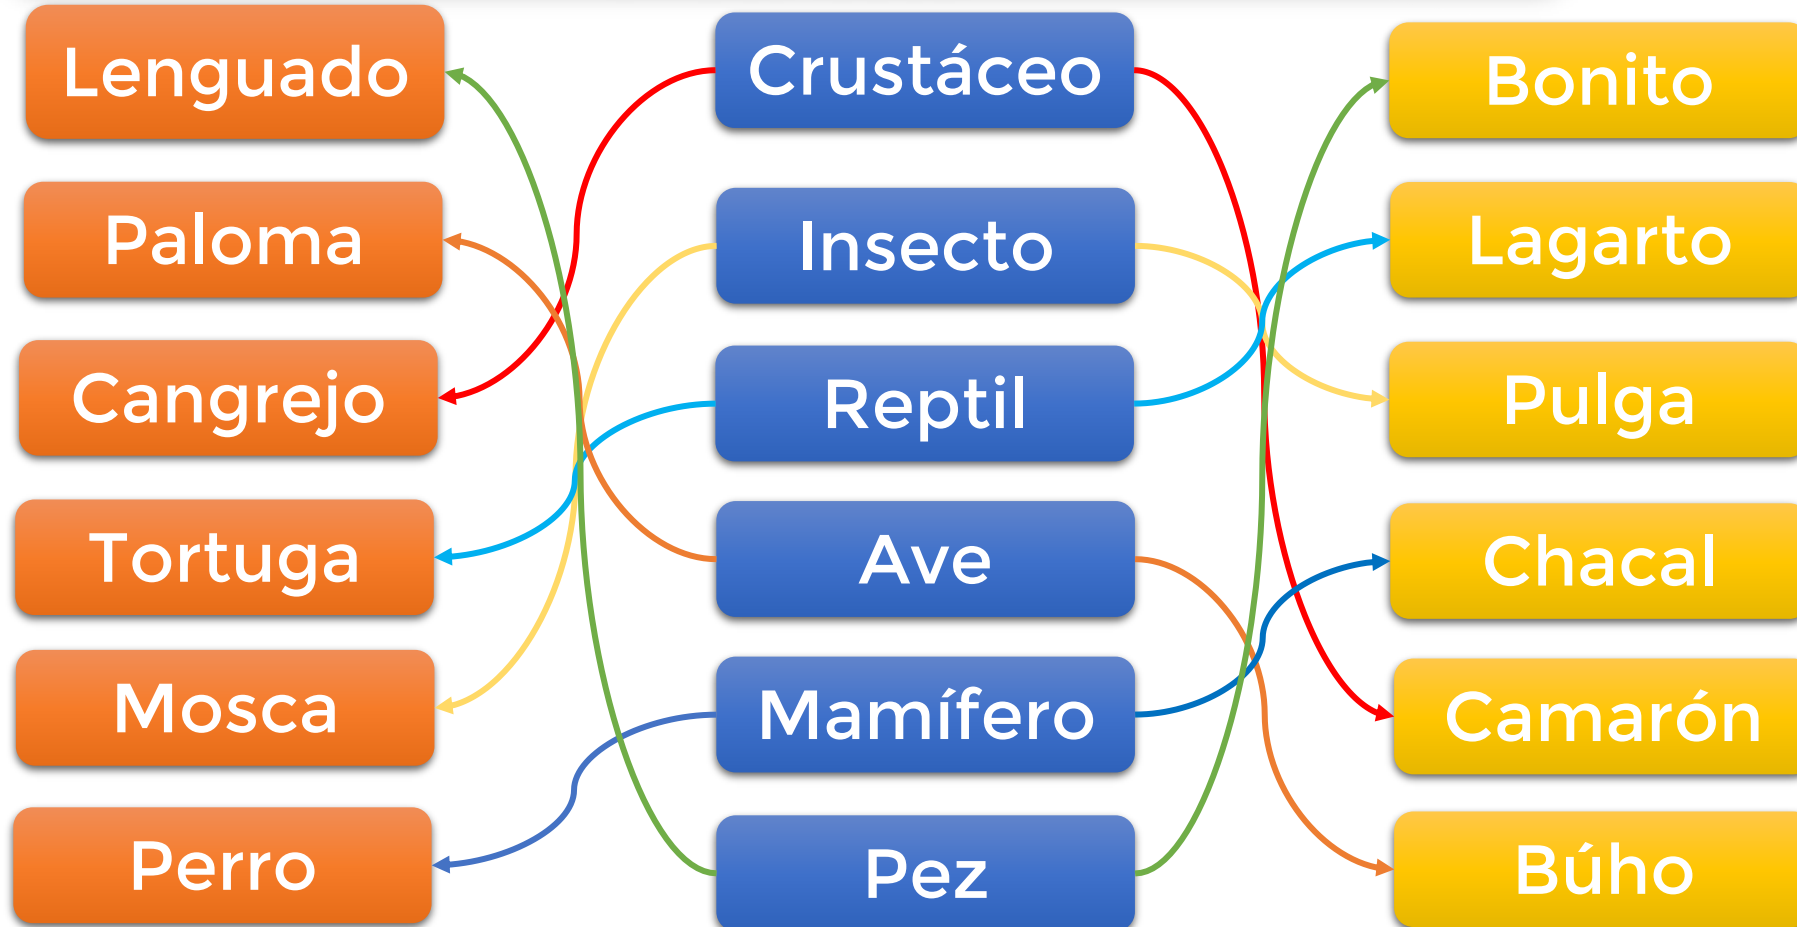 Lenguado
Crustáceo
Bonito
Paloma
Insecto
Lagarto
Cangrejo
Reptil
Pulga
Tortuga
Ave
Chacal
Mosca
Mamífero
Camarón
Perro
Pez
Búho